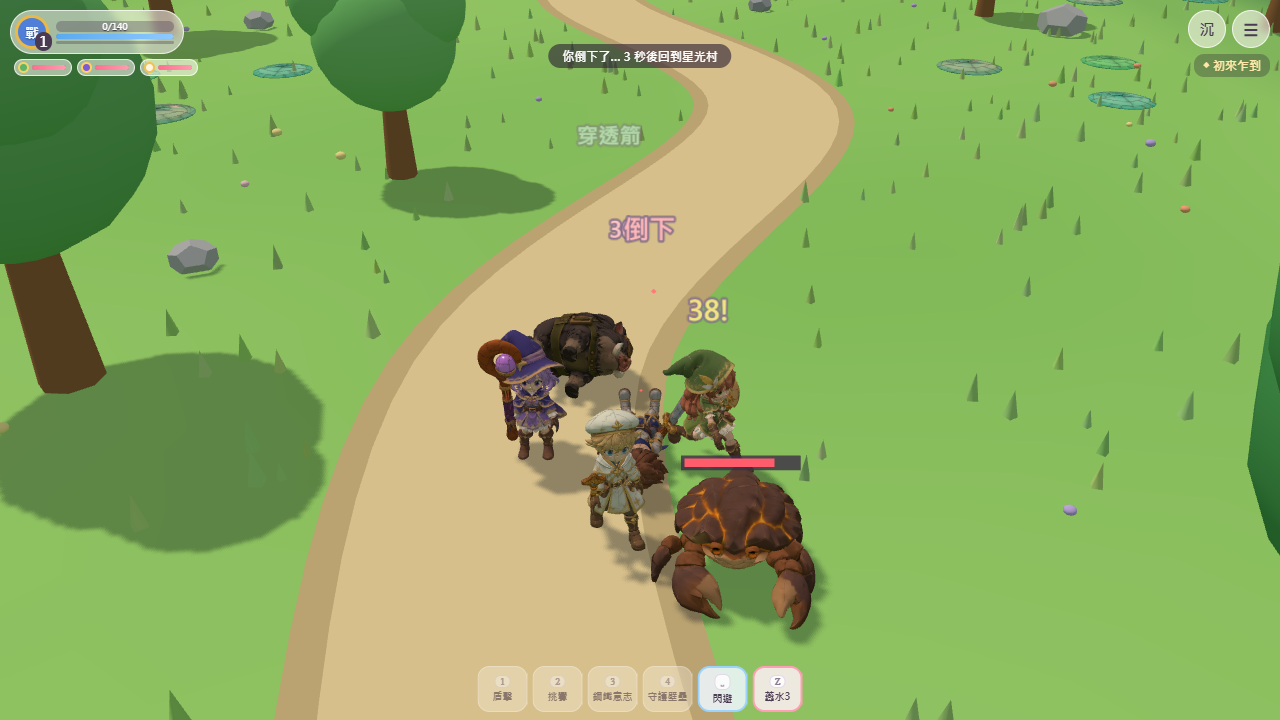 戰
1
0/140
你倒下了... 3 秒後回到星光村
沉
☰
初來乍到
穿透箭
3倒下
38!
1
盾擊
2
挑釁
3
鋼鐵意志
4
守護壁壘
閃避
Z
藥水3